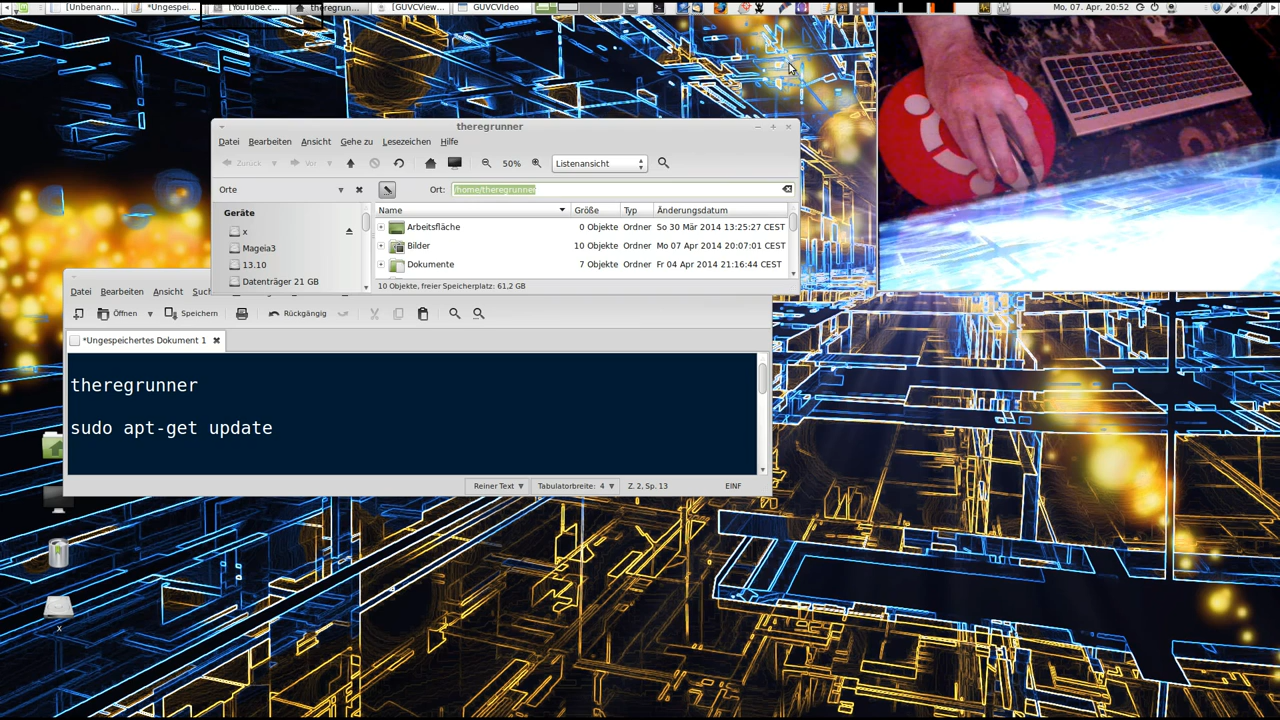 [Unbenann...
*Ungespei...
[YouTube.c...
theregrun...
[GUVCView...
GUVCVideo
Mo, 07. Apr, 20:52
theregrunner
Datei Bearbeiten Ansicht Gehe zu Lesezeichen Hilfe
Zurück Vor 50% Listenansicht
Orte Ort: /home/theregrunner
Geräte
x
Mageia3
13.10
Datenträger 21 GB
Name Größe Typ Änderungsdatum
Arbeitsfläche 0 Objekte Ordner So 30 Mär 2014 13:25:27 CEST
Bilder 10 Objekte Ordner Mo 07 Apr 2014 20:07:01 CEST
Dokumente 7 Objekte Ordner Fr 04 Apr 2014 21:16:44 CEST
10 Objekte, freier Speicherplatz: 61,2 GB
Datei
Öffnen Speichern Rückgängig
*Ungespeichertes Dokument 1
theregrunner
sudo apt-get update
Reiner Text Tabulatorbreite: 4 Z. 2, Sp. 13 EINF
x